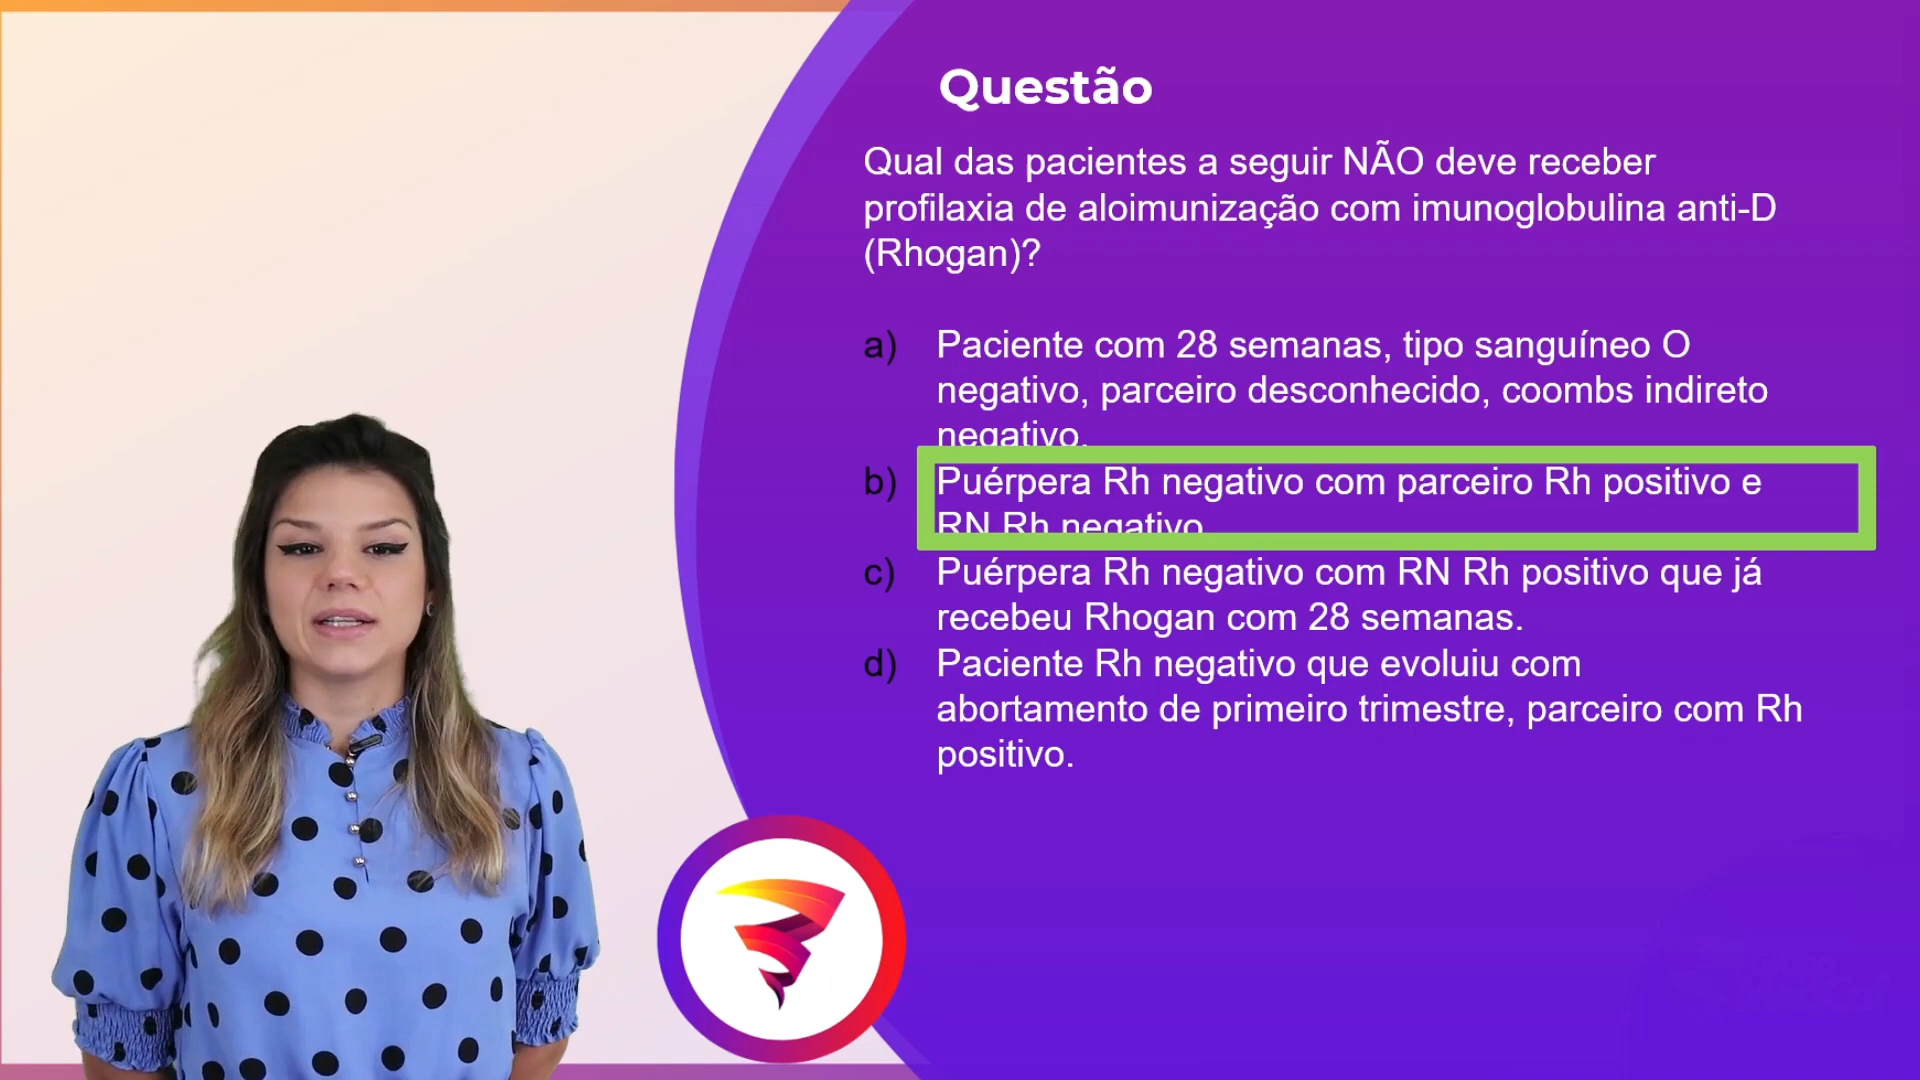 Questão
Qual das pacientes a seguir NÃO deve receber
profilaxia de aloimunização com imunoglobulina anti-D
(Rhogan)?
a) Paciente com 28 semanas, tipo sanguíneo O
negativo, parceiro desconhecido, coombs indireto
negativo.
b) Puérpera Rh negativo com parceiro Rh positivo e
RN Rh negativo
c) Puérpera Rh negativo com RN Rh positivo que já
recebeu Rhogan com 28 semanas.
d) Paciente Rh negativo que evoluiu com
abortamento de primeiro trimestre, parceiro com Rh
positivo.